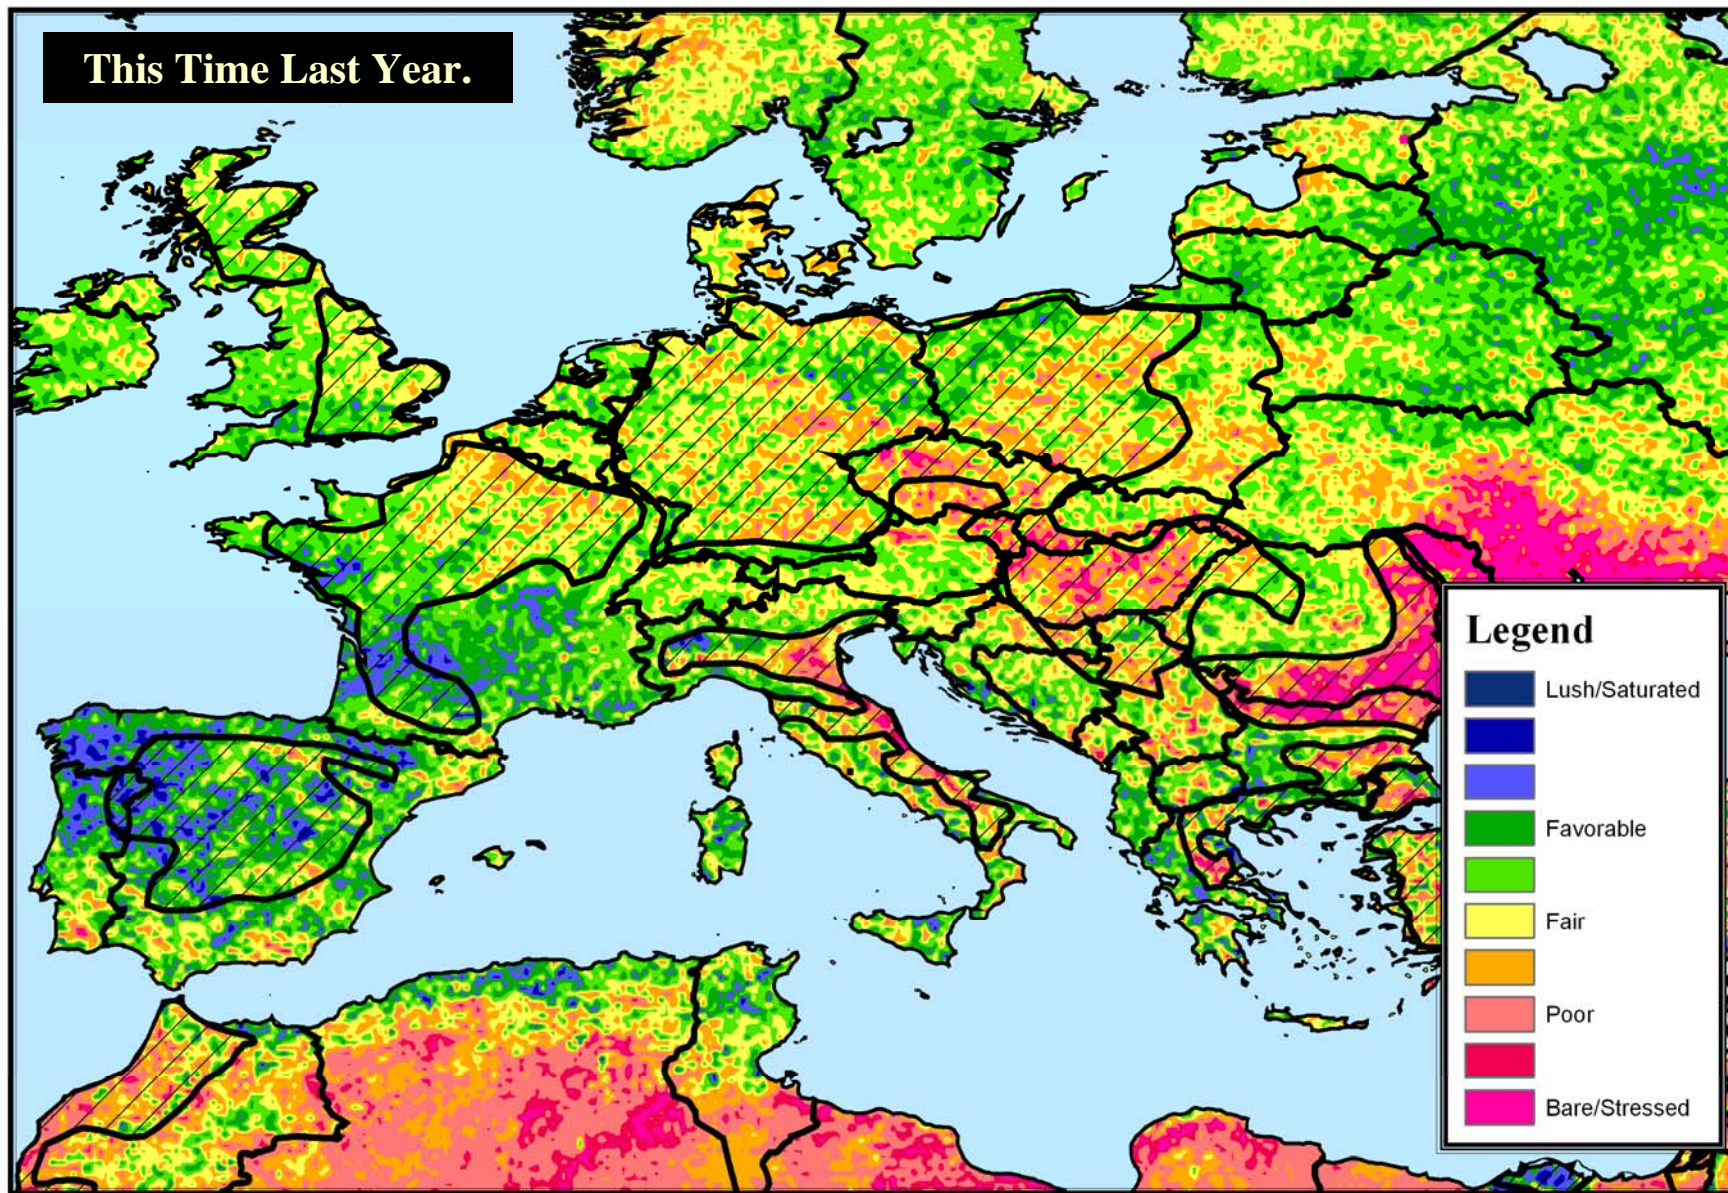 This Time Last Year.
Legend
Lush/Saturated
Favorable
Fair
Poor
Bare/Stressed